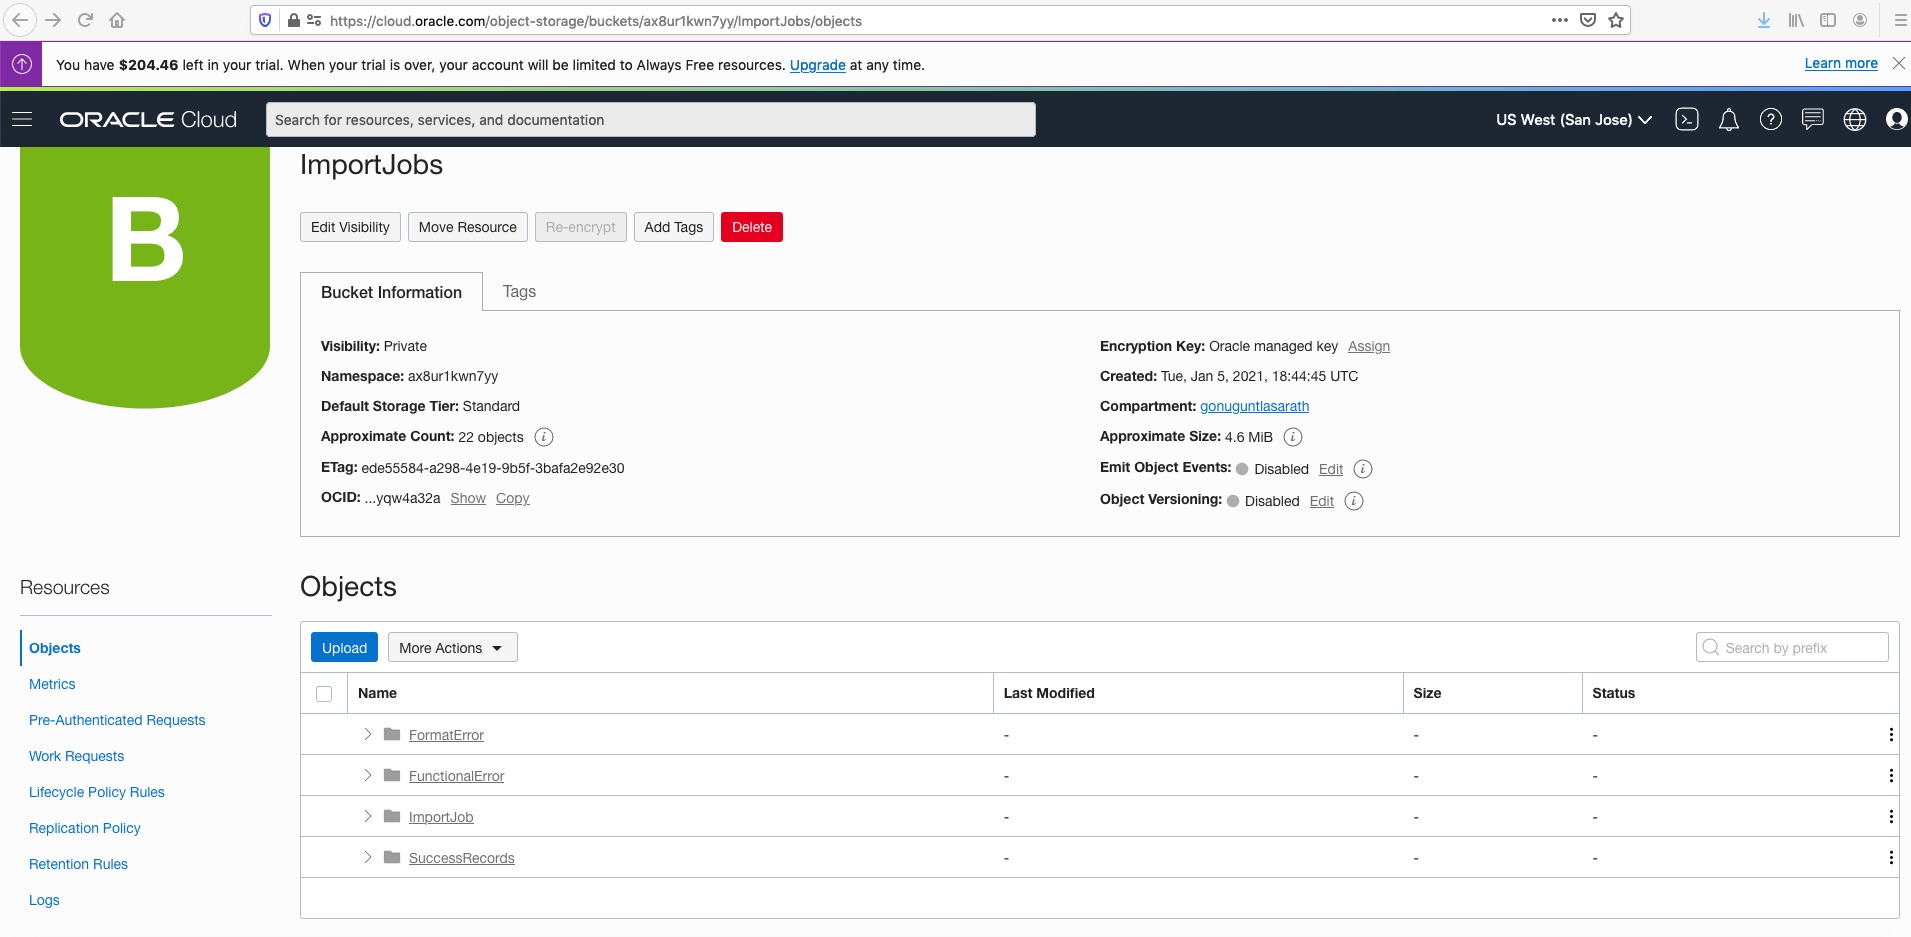 https://cloud.oracle.com/object-storage/buckets/ax8ur1kwn7yy/ImportJobs/objects
You have $204.46 left in your trial. When your trial is over, your account will be limited to Always Free resources. Upgrade at any time.
Learn more
ORACLE Cloud
Search for resources, services, and documentation
US West (San Jose)
B
ImportJobs
Edit Visibility
Move Resource
Re-encrypt
Add Tags
Delete
Bucket Information
Tags
Visibility: Private
Namespace: ax8ur1kwn7yy
Default Storage Tier: Standard
Approximate Count: 22 objects
ETag: ede55584-a298-4e19-9b5f-3bafa2e92e30
OCID: ...yqw4a32a Show Copy
Encryption Key: Oracle managed key Assign
Created: Tue, Jan 5, 2021, 18:44:45 UTC
Compartment: gonuguntlasarath
Approximate Size: 4.6 MiB
Emit Object Events: Disabled Edit
Object Versioning: Disabled Edit
Resources
Objects
Metrics
Pre-Authenticated Requests
Work Requests
Lifecycle Policy Rules
Replication Policy
Retention Rules
Logs
Objects
Upload
More Actions
Search by prefix
Name Last Modified Size Status
FormatError - - -
FunctionalError - - -
ImportJob - - -
SuccessRecords - - -